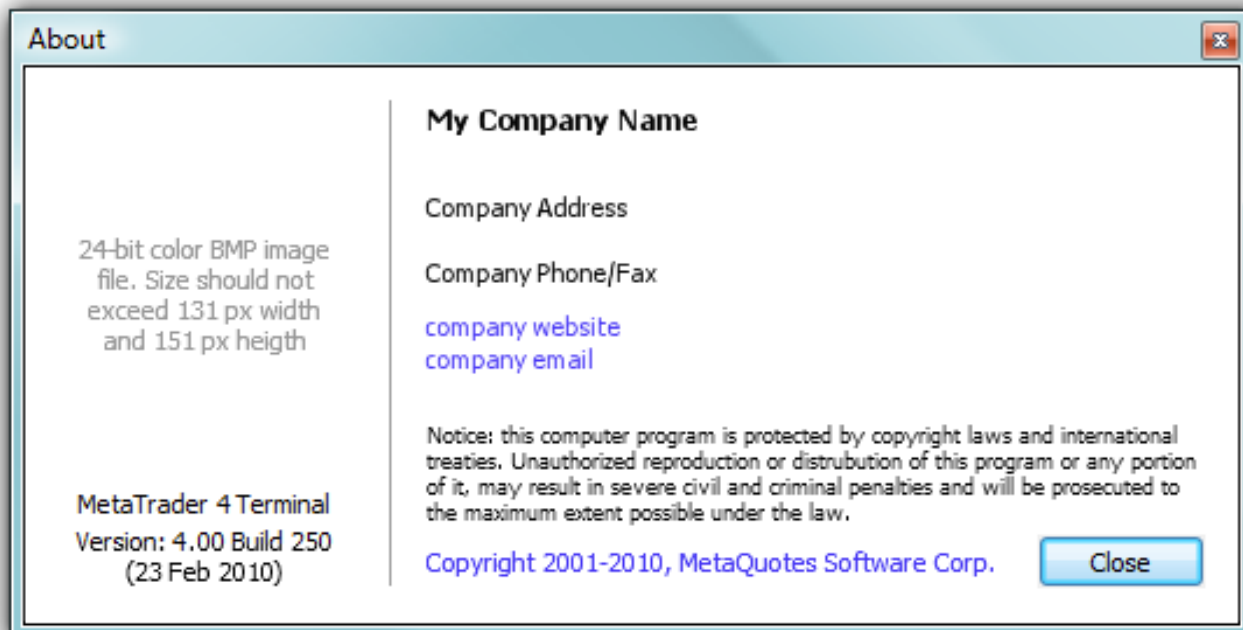 About
24-bit color BMP image
file. Size should not
exceed 131 px width
and 151 px heigth
MetaTrader 4 Terminal
Version: 4.00 Build 250
(23 Feb 2010)
My Company Name
Company Address
Company Phone/Fax
company website
company email
Notice: this computer program is protected by copyright laws and international
treaties. Unauthorized reproduction or distrubution of this program or any portion
of it, may result in severe civil and criminal penalties and will be prosecuted to
the maximum extent possible under the law.
Copyright 2001-2010, MetaQuotes Software Corp.
Close